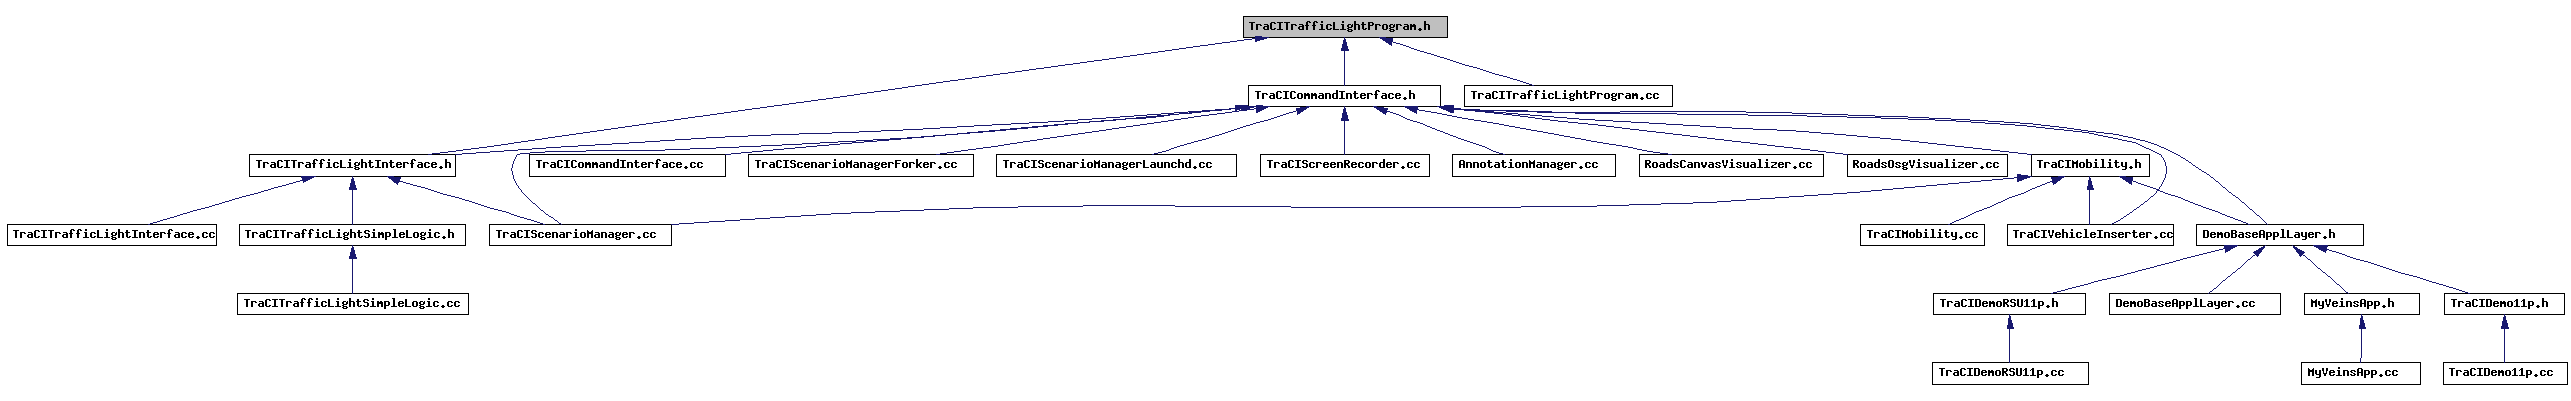 TraCITrafficLightProgram.h
TraCICommandInterface.h
TraCITrafficLightProgram.cc
TraCITrafficLightInterface.h
TraCICommandInterface.cc
TraCIScenarioManagerForker.cc
TraCIScenarioManagerLaunchd.cc
TraCIScreenRecorder.cc
AnnotationManager.cc
RoadsCanvasVisualizer.cc
RoadsOsgVisualizer.cc
TraCIMobility.h
TraCITrafficLightInterface.cc
TraCITrafficLightSimpleLogic.h
TraCIScenarioManager.cc
TraCIMobility.cc
TraCIVehicleInserter.cc
DemoBaseApplLayer.h
TraCITrafficLightSimpleLogic.cc
TraCIDemoRSU11p.h
DemoBaseApplLayer.cc
MyVeinsApp.h
TraCIDemo11p.h
TraCIDemoRSU11p.cc
MyVeinsApp.cc
TraCIDemo11p.cc